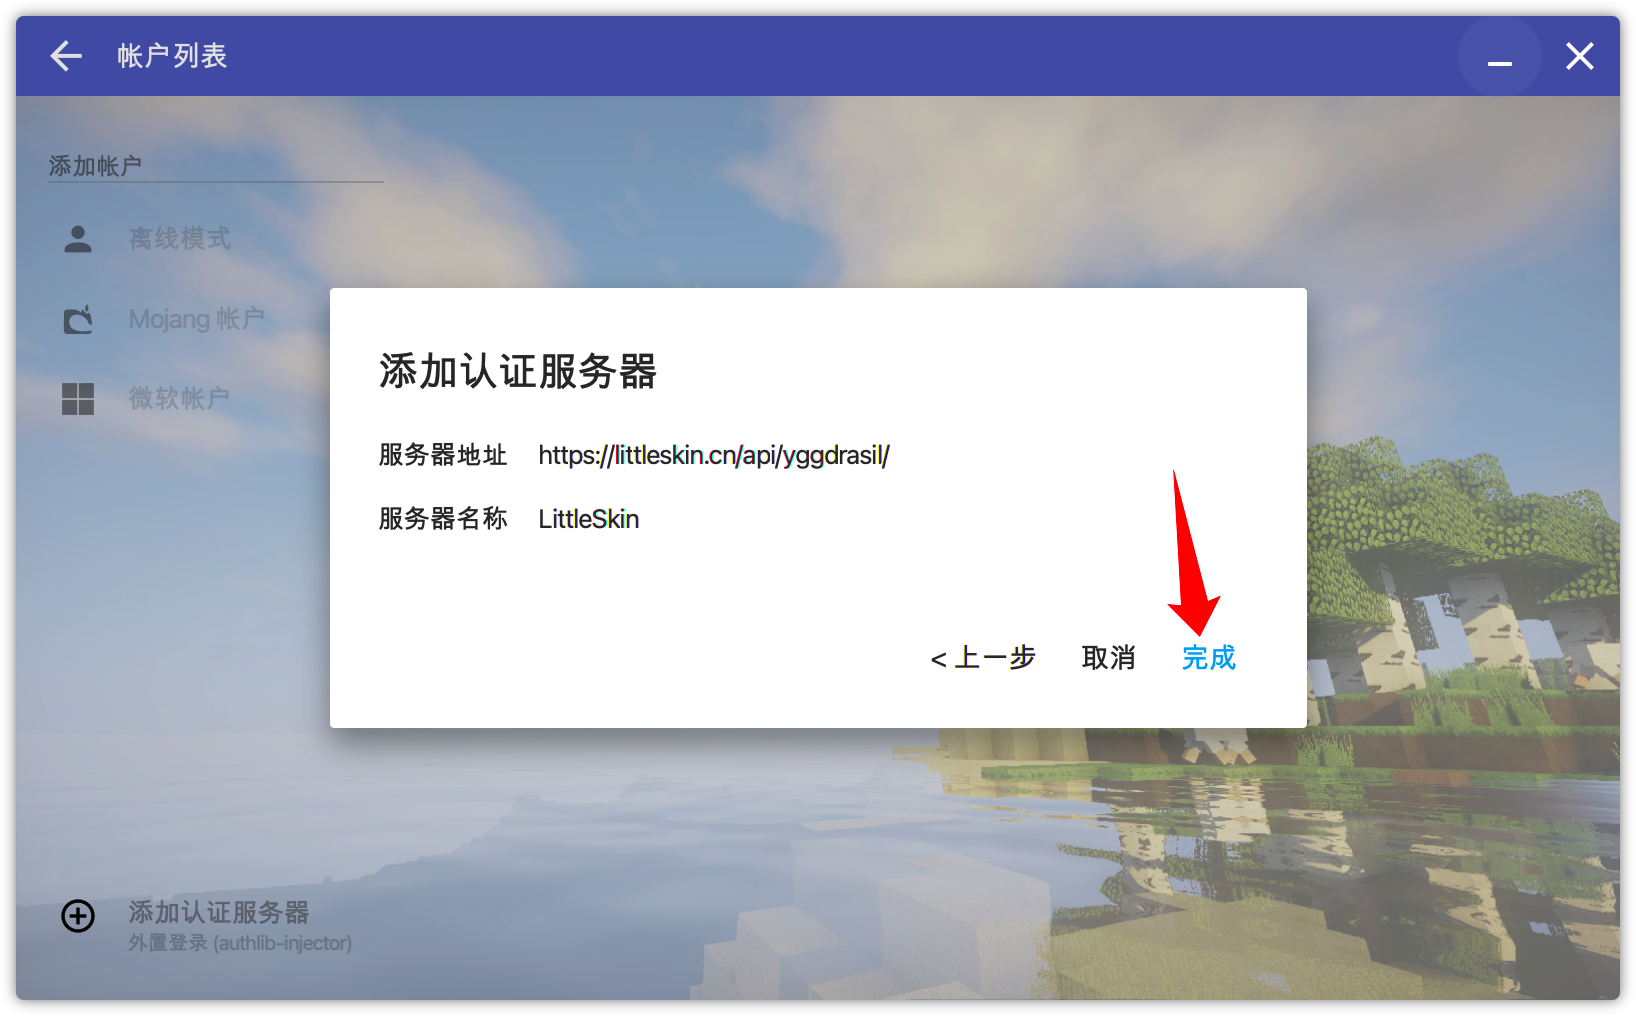 帐户列表
添加帐户
离线模式
Mojang 帐户
微软帐户
添加认证服务器
服务器地址 https://littleskin.cn/api/yggdrasil/
服务器名称 LittleSkin
< 上一步 取消 完成
添加认证服务器
外置登录 (authlib-injector)